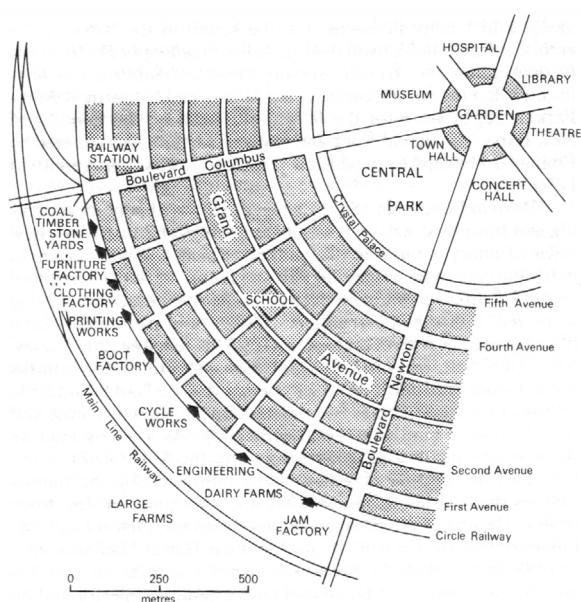 HOSPITAL
LIBRARY
MUSEUM
GARDEN
THEATRE
TOWN
HALL
CONCERT
HALL
CENTRAL
PARK
Crystal Palace
RAILWAY
STATION
Boulevard Columbus
Grand
Avenue
SCHOOL
COAL,
TIMBER
STONE
YARDS
FURNITURE
FACTORY
CLOTHING
FACTORY
PRINTING
WORKS
BOOT
FACTORY
CYCLE
WORKS
ENGINEERING
DAIRY FARMS
JAM
FACTORY
LARGE
FARMS
Main Line Railway
Boulevard Newton
Fifth Avenue
Fourth Avenue
Second Avenue
First Avenue
Circle Railway
0 250 500
metres